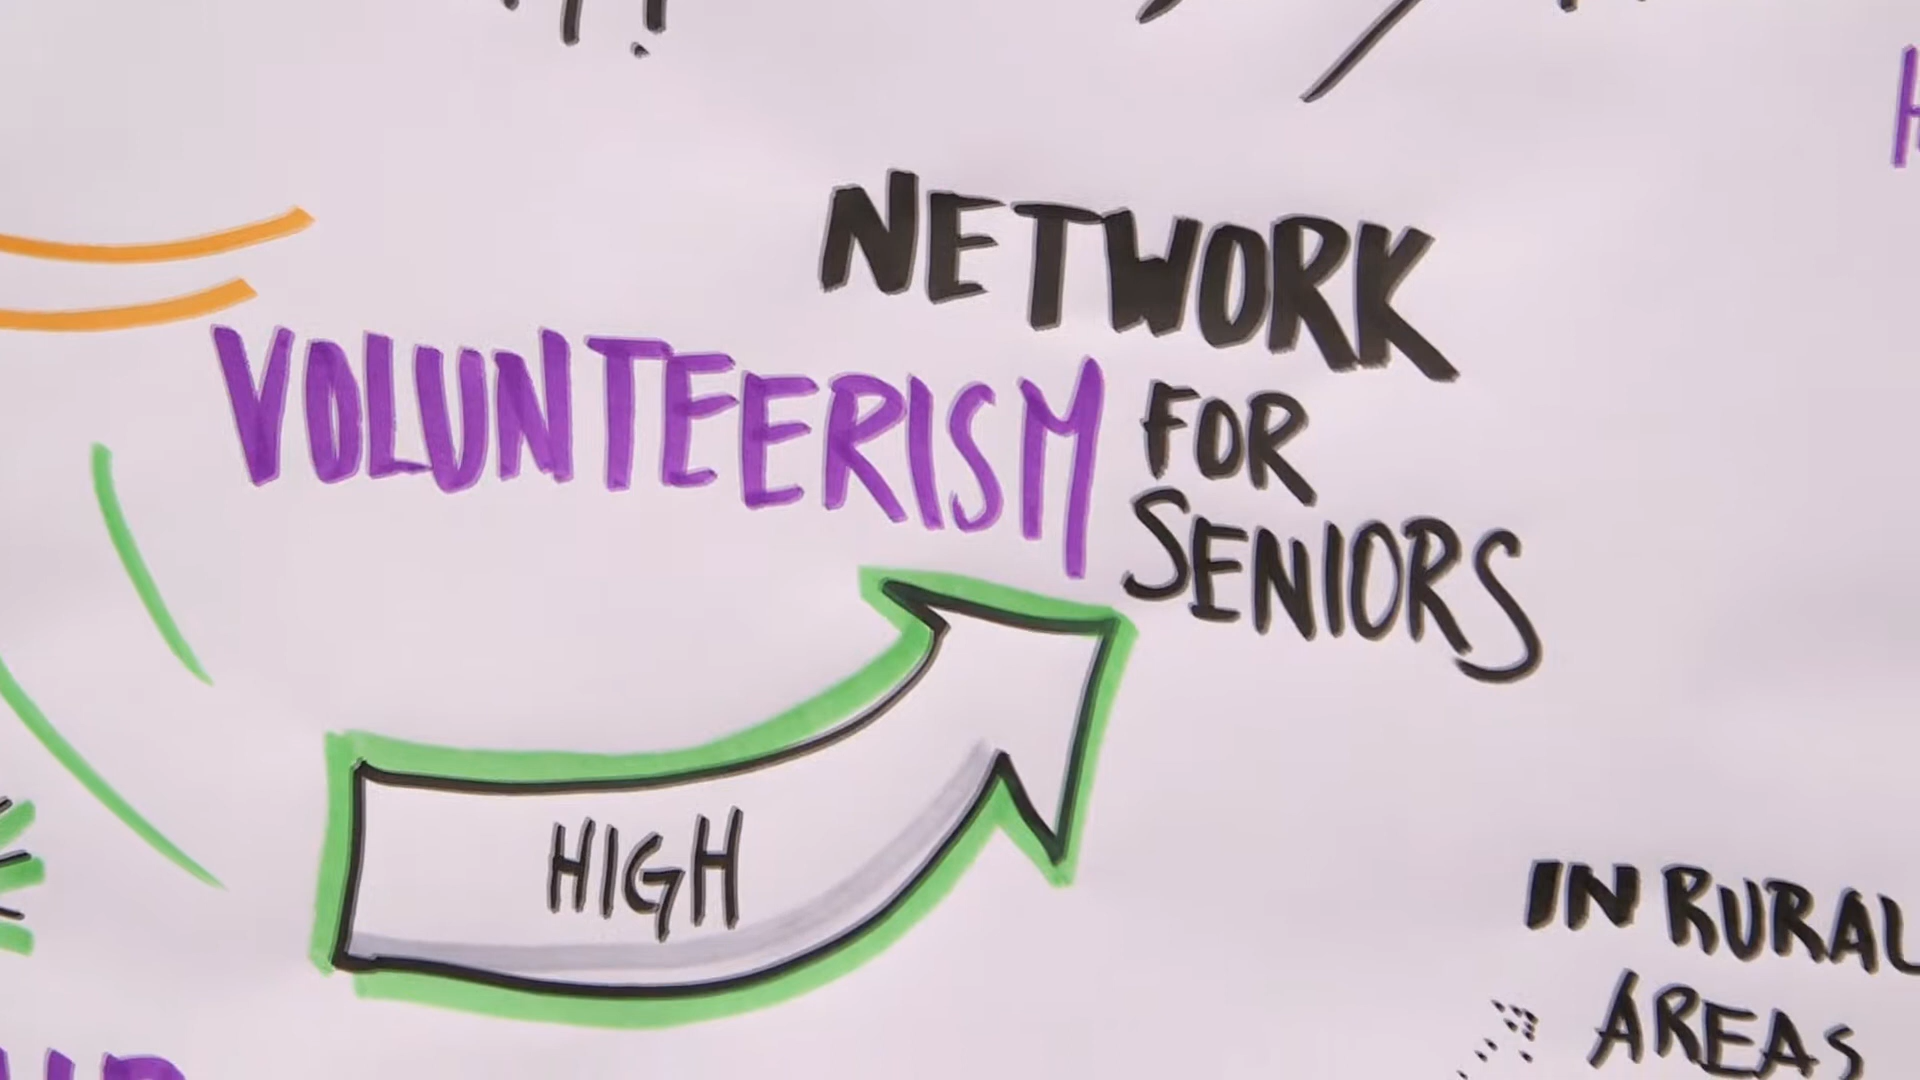 NETWORK
VOLUNTEERISM
FOR
SENIORS
HIGH
IN RURAL
AREAS